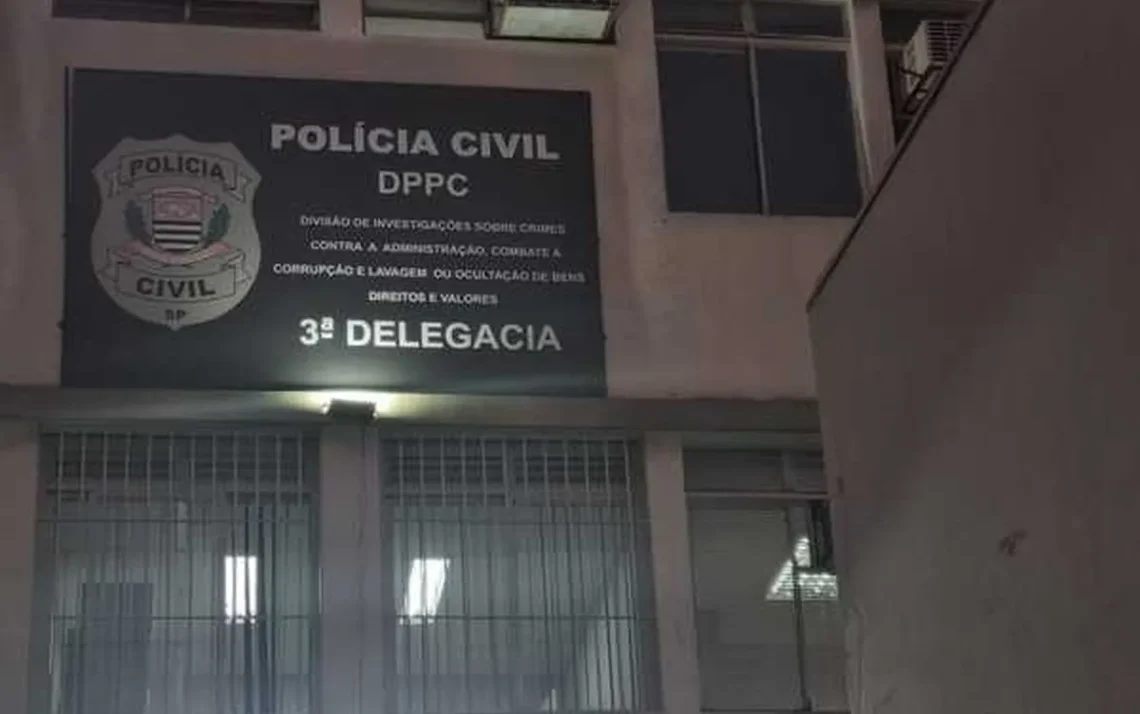 POLÍCIA
CIVIL
SP
POLÍCIA CIVIL
DPPC
DIVISÃO DE INVESTIGAÇÕES SOBRE CRIMES
CONTRA A ADMINISTRAÇÃO, COMBATE A
CORRUPÇÃO E LAVAGEM OU OCULTAÇÃO DE BENS
DIREITOS E VALORES
3ª DELEGACIA